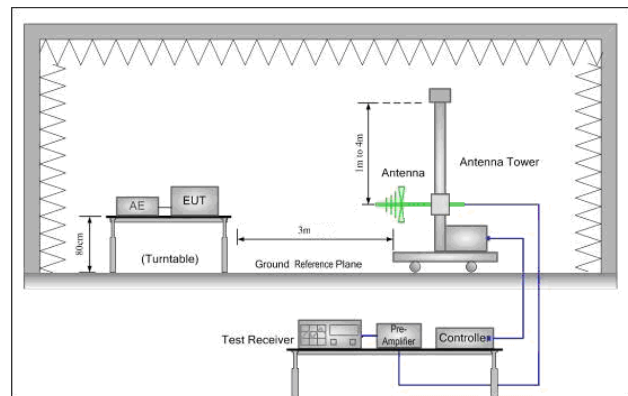 1m to 4m
Antenna
Antenna Tower
AE
EUT
80cm
(Turntable)
3m
Ground Reference Plane
Test Receiver
Pre-
Amplifier
Controller